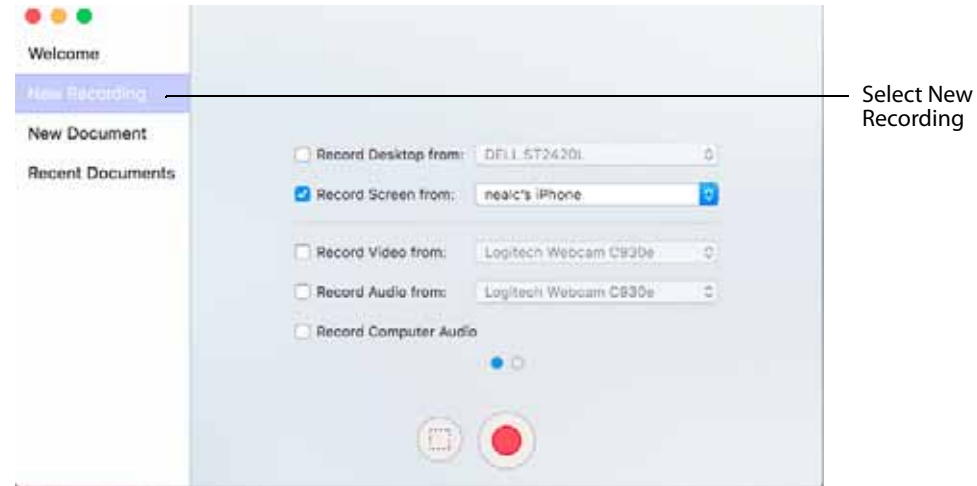 Welcome
New Recording
Select New
Recording
New Document
Recent Documents
Record Desktop from: DELL ST2420L
Record Screen from: nealc's iPhone
Record Video from: Logitech Webcam C930e
Record Audio from: Logitech Webcam C930e
Record Computer Audio